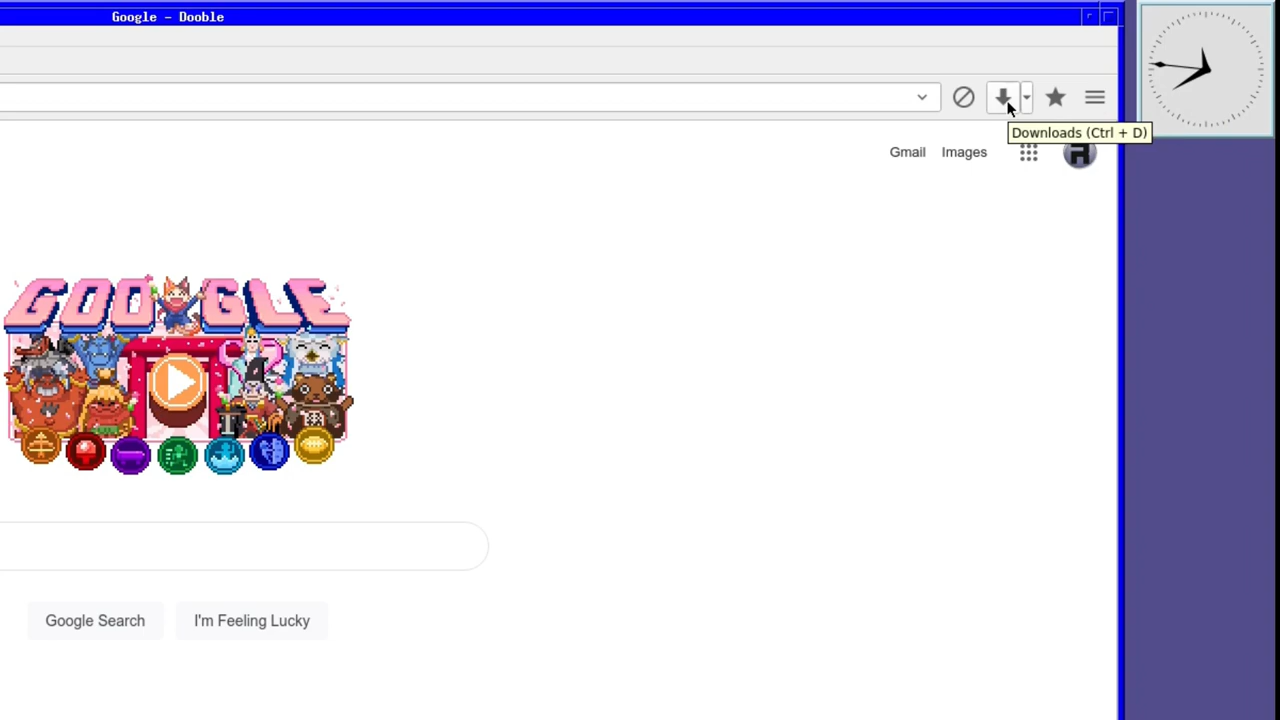 Google - Dooble
Downloads (Ctrl + D)
Gmail Images
GOOGLE
Google Search I'm Feeling Lucky